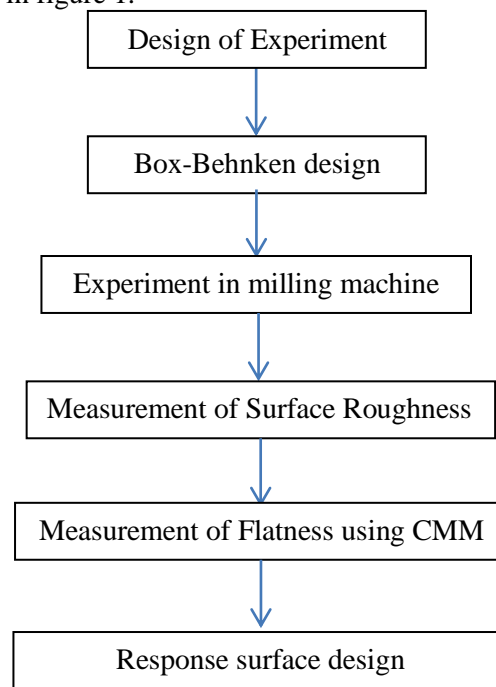 in figure 1.
Design of Experiment
Box-Behnken design
Experiment in milling machine
Measurement of Surface Roughness
Measurement of Flatness using CMM
Response surface design